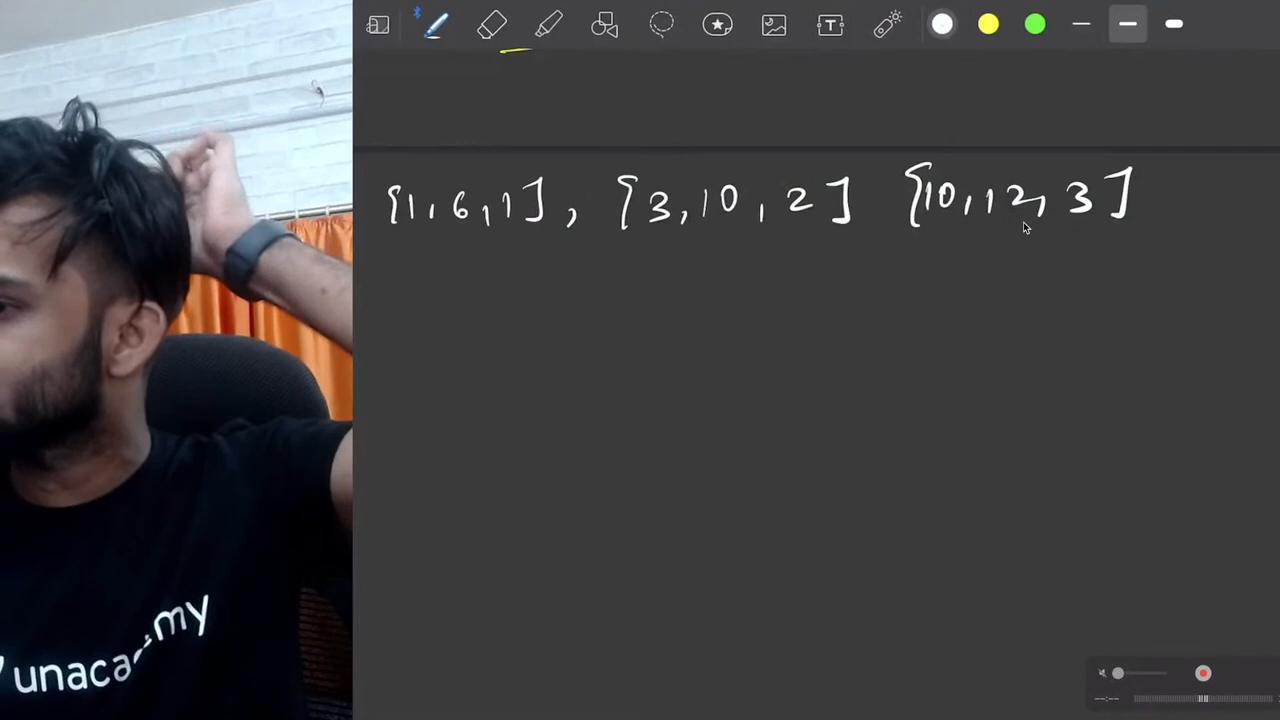 {1, 6, 1], {3, 10, 2] {10, 12, 3]
unacademy